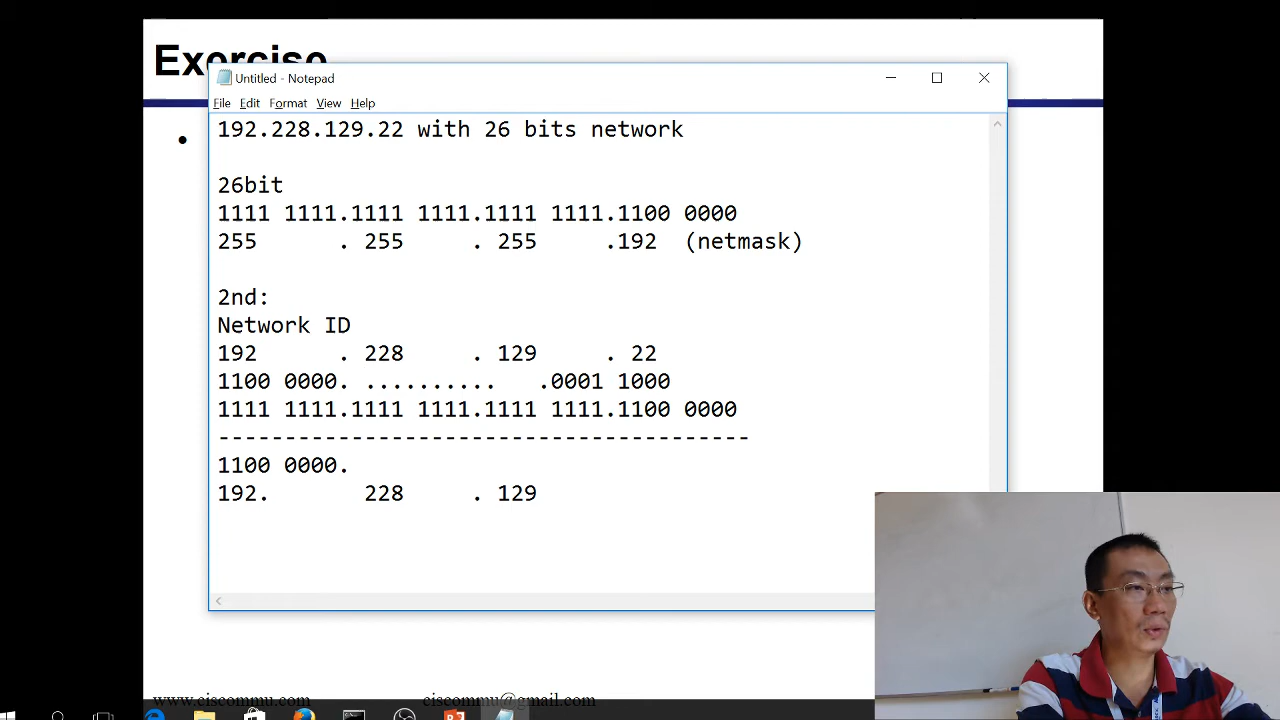 Exercise
Untitled - Notepad
File Edit Format View Help
192.228.129.22 with 26 bits network
26bit
1111 1111.1111 1111.1111 1111.1100 0000
255 . 255 . 255 .192 (netmask)
2nd:
Network ID
192 . 228 . 129 . 22
1100 0000. .......... .0001 1000
1111 1111.1111 1111.1111 1111.1100 0000
----------------------------------------
1100 0000.
192. 228 . 129
www.ciscommu.com ciscommu@gmail.com